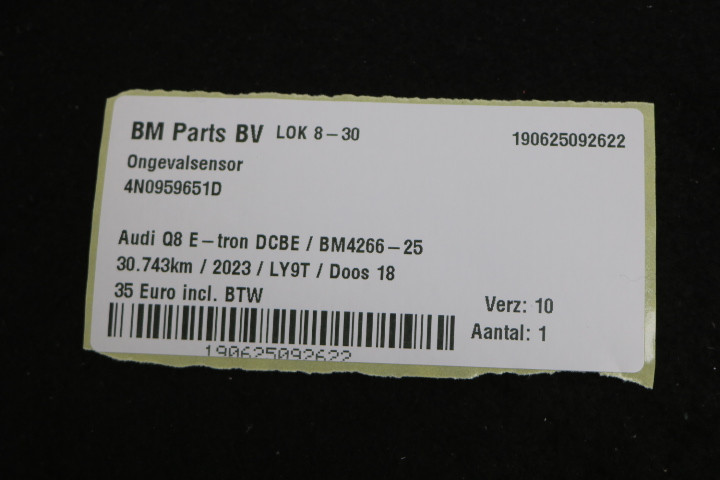 BM Parts BV LOK 8-30 190625092622
Ongevalsensor
4N0959651D
Audi Q8 E-tron DCBE / BM4266-25
30.743km / 2023 / LY9T / Doos 18
35 Euro incl. BTW
Verz: 10
Aantal: 1
190625092622